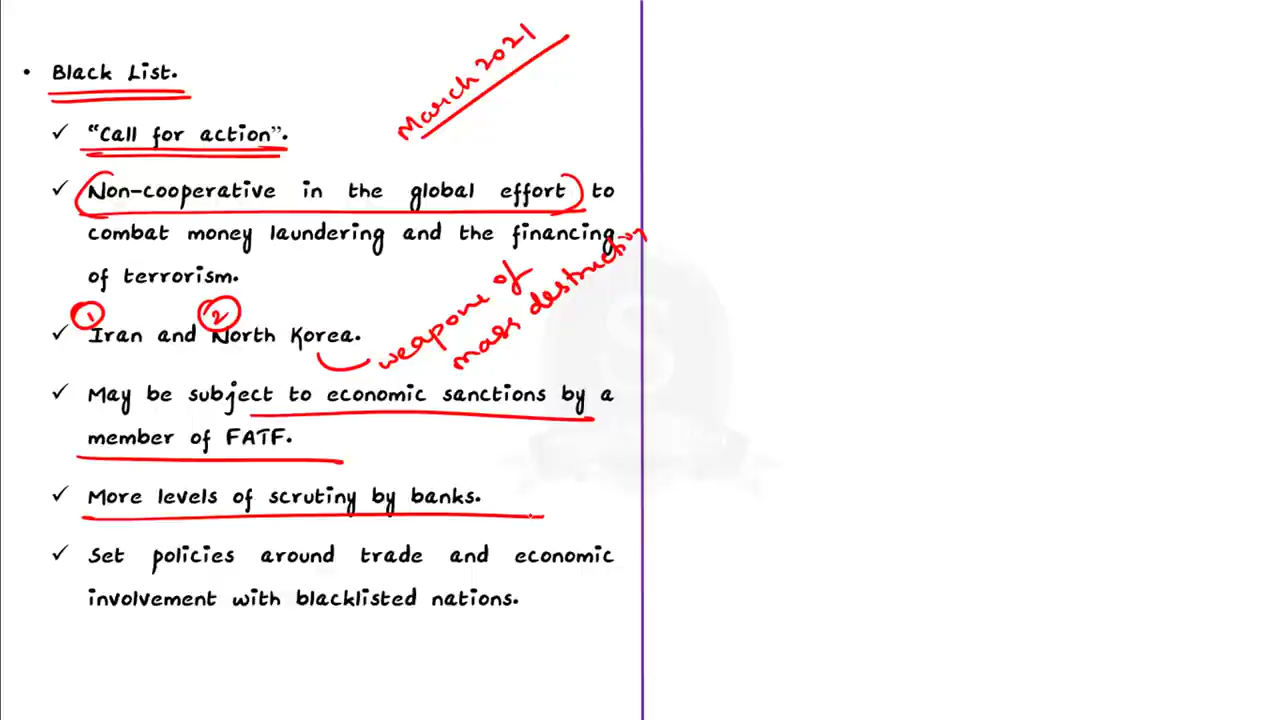 • Black List.
March 2021
✓ "Call for action".
✓ Non-cooperative in the global effort to
combat money laundering and the financing
of terrorism.
1 2
✓ Iran and North Korea.
weapone of
mass destruction
✓ May be subject to economic sanctions by a
member of FATF.
✓ More levels of scrutiny by banks.
✓ Set policies around trade and economic
involvement with blacklisted nations.
S